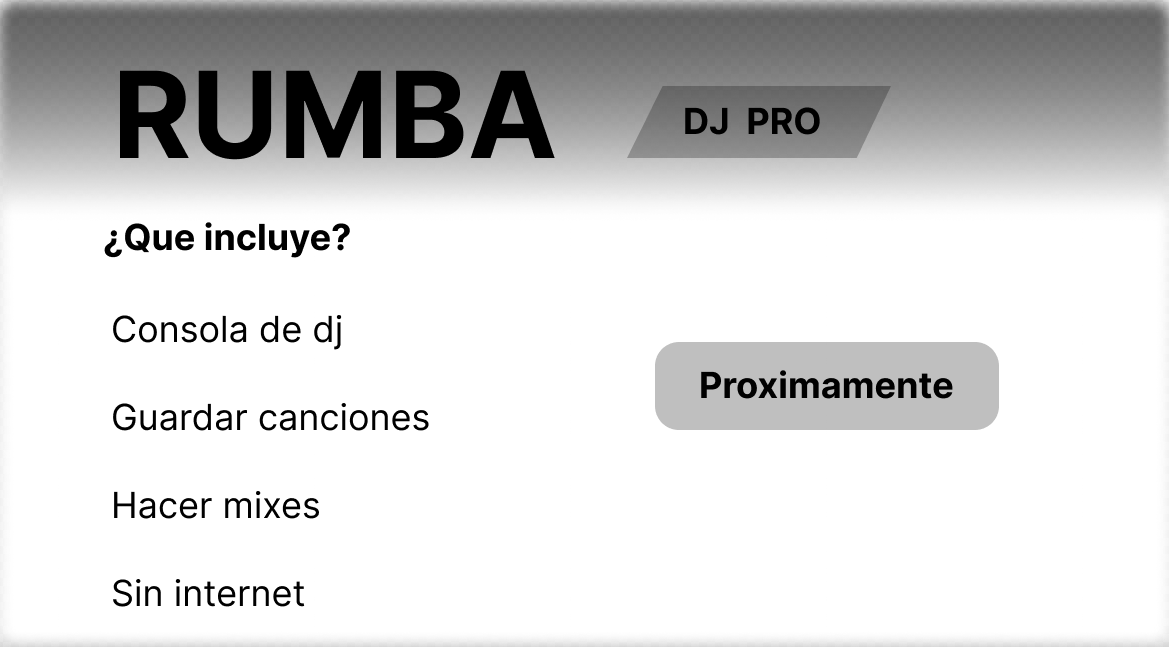 RUMBA DJ PRO
¿Que incluye?
Consola de dj
Proximamente
Guardar canciones
Hacer mixes
Sin internet